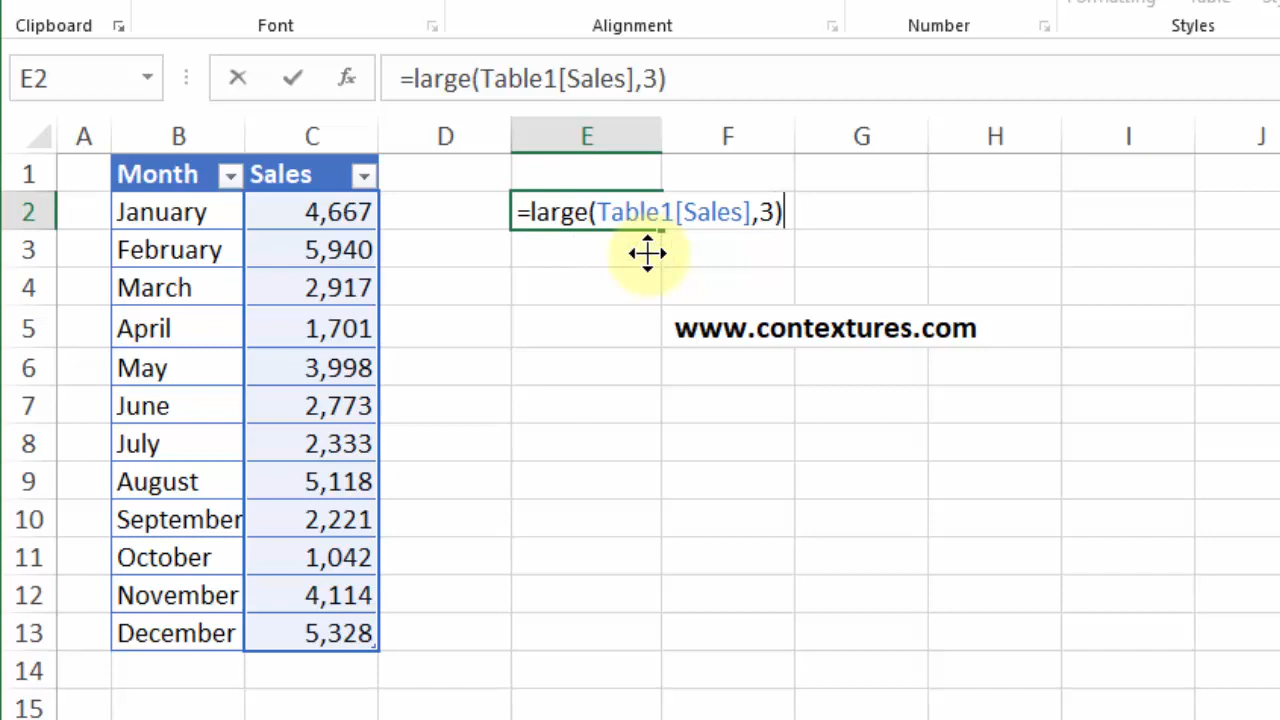 Clipboard Font Alignment Number Styles
E2 fx =large(Table1[Sales],3)
A B C D E F G H I J
1 Month Sales
2 January 4,667 =large(Table1[Sales],3)
3 February 5,940
4 March 2,917
5 April 1,701 www.contextures.com
6 May 3,998
7 June 2,773
8 July 2,333
9 August 5,118
10 September 2,221
11 October 1,042
12 November 4,114
13 December 5,328
14
15